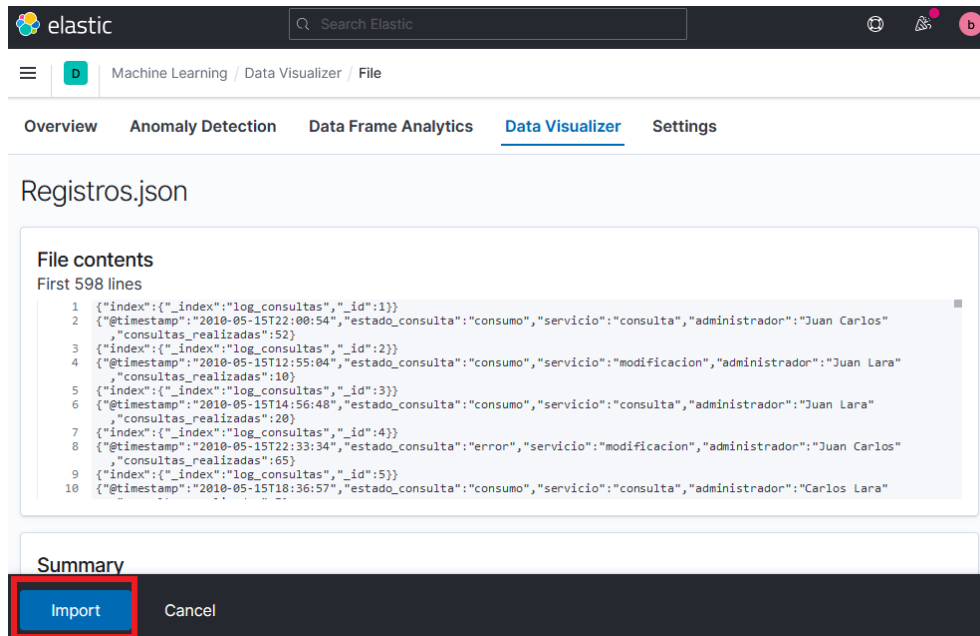 elastic
Search Elastic
b
D
Machine Learning / Data Visualizer / File
Overview Anomaly Detection Data Frame Analytics Data Visualizer Settings
Registros.json
File contents
First 598 lines
1 {"index":{"_index":"log_consultas","_id":1}}
2 {"@timestamp":"2010-05-15T22:00:54","estado_consulta":"consumo","servicio":"consulta","administrador":"Juan Carlos"
,"consultas_realizadas":52}
3 {"index":{"_index":"log_consultas","_id":2}}
4 {"@timestamp":"2010-05-15T12:55:04","estado_consulta":"consumo","servicio":"modificacion","administrador":"Juan Lara"
,"consultas_realizadas":10}
5 {"index":{"_index":"log_consultas","_id":3}}
6 {"@timestamp":"2010-05-15T14:56:48","estado_consulta":"consumo","servicio":"consulta","administrador":"Juan Lara"
,"consultas_realizadas":20}
7 {"index":{"_index":"log_consultas","_id":4}}
8 {"@timestamp":"2010-05-15T22:33:34","estado_consulta":"error","servicio":"modificacion","administrador":"Juan Carlos"
,"consultas_realizadas":65}
9 {"index":{"_index":"log_consultas","_id":5}}
10 {"@timestamp":"2010-05-15T18:36:57","estado_consulta":"consumo","servicio":"consulta","administrador":"Carlos Lara"
Summary
Import Cancel